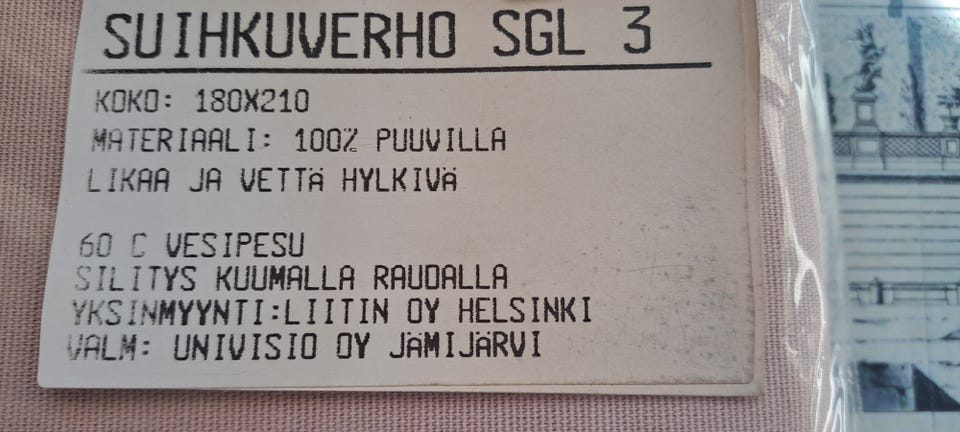 SUIHKUVERHO SGL 3
KOKO: 180X210
MATERIAALI: 100% PUUVILLA
LIKAA JA VETTÄ HYLKIVÄ
60 C VESIPESU
SILITYS KUUMALLA RAUDALLA
YKSINMYYNTI:LIITIN OY HELSINKI
VALM: UNIVISIO OY JÄMIJÄRVI